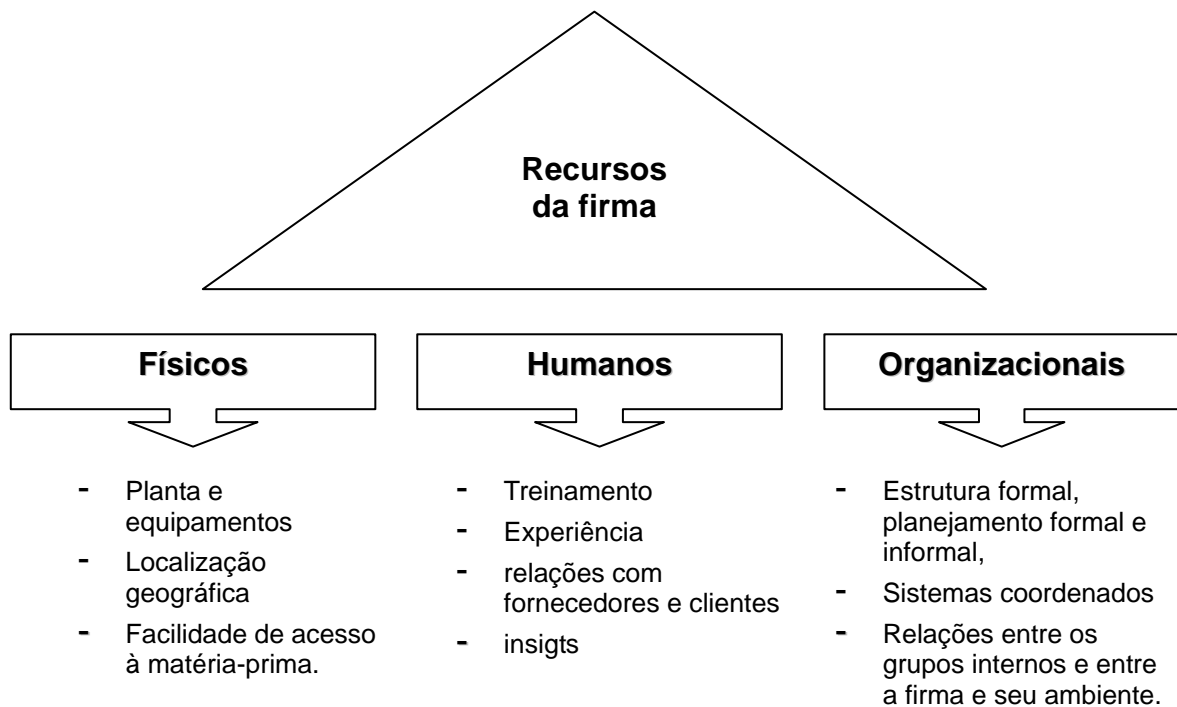 Recursos
da firma
Físicos
- Planta e
equipamentos
- Localização
geográfica
- Facilidade de acesso
à matéria-prima.
Humanos
- Treinamento
- Experiência
- relações com
fornecedores e clientes
- insigts
Organizacionais
- Estrutura formal,
planejamento formal e
informal,
- Sistemas coordenados
- Relações entre os
grupos internos e entre
a firma e seu ambiente.